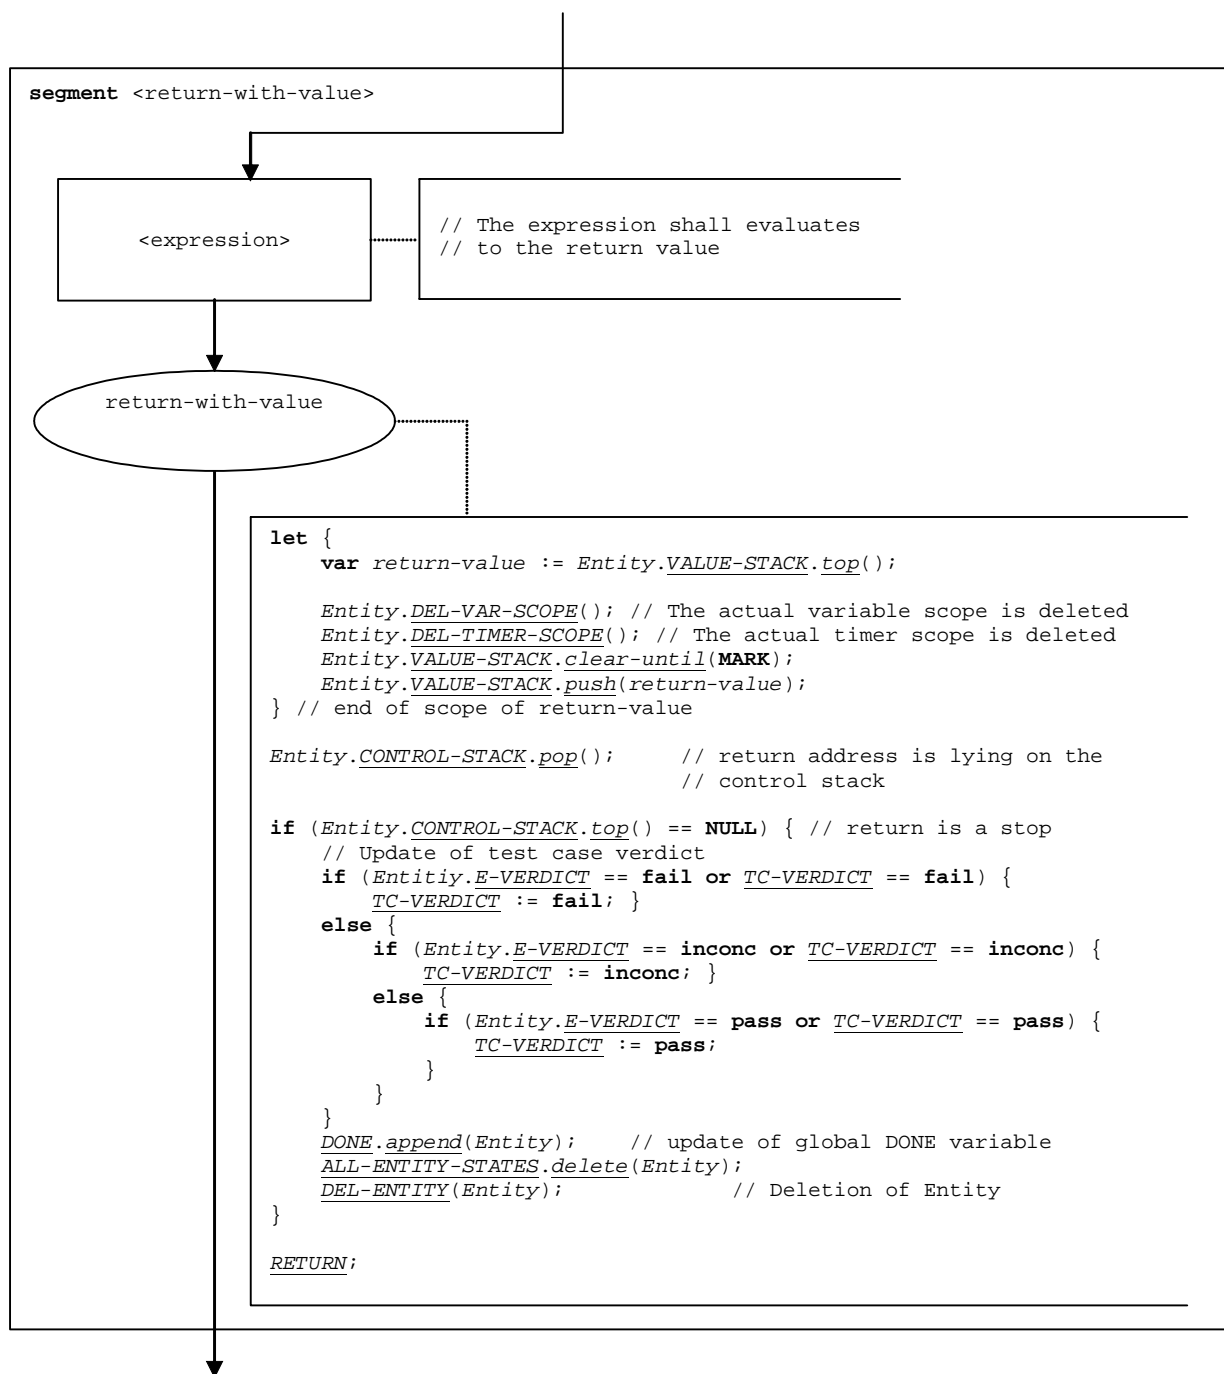 segment <return-with-value>
<expression>
// The expression shall evaluates
// to the return value
return-with-value
let {
var return-value := Entity.VALUE-STACK.top();
Entity.DEL-VAR-SCOPE(); // The actual variable scope is deleted
Entity.DEL-TIMER-SCOPE(); // The actual timer scope is deleted
Entity.VALUE-STACK.clear-until(MARK);
Entity.VALUE-STACK.push(return-value);
} // end of scope of return-value
Entity.CONTROL-STACK.pop(); // return address is lying on the
// control stack
if (Entity.CONTROL-STACK.top() == NULL) { // return is a stop
// Update of test case verdict
if (Entitiy.E-VERDICT == fail or TC-VERDICT == fail) {
TC-VERDICT := fail; }
else {
if (Entity.E-VERDICT == inconc or TC-VERDICT == inconc) {
TC-VERDICT := inconc; }
else {
if (Entity.E-VERDICT == pass or TC-VERDICT == pass) {
TC-VERDICT := pass;
}
}
}
DONE.append(Entity); // update of global DONE variable
ALL-ENTITY-STATES.delete(Entity);
DEL-ENTITY(Entity); // Deletion of Entity
}
RETURN;